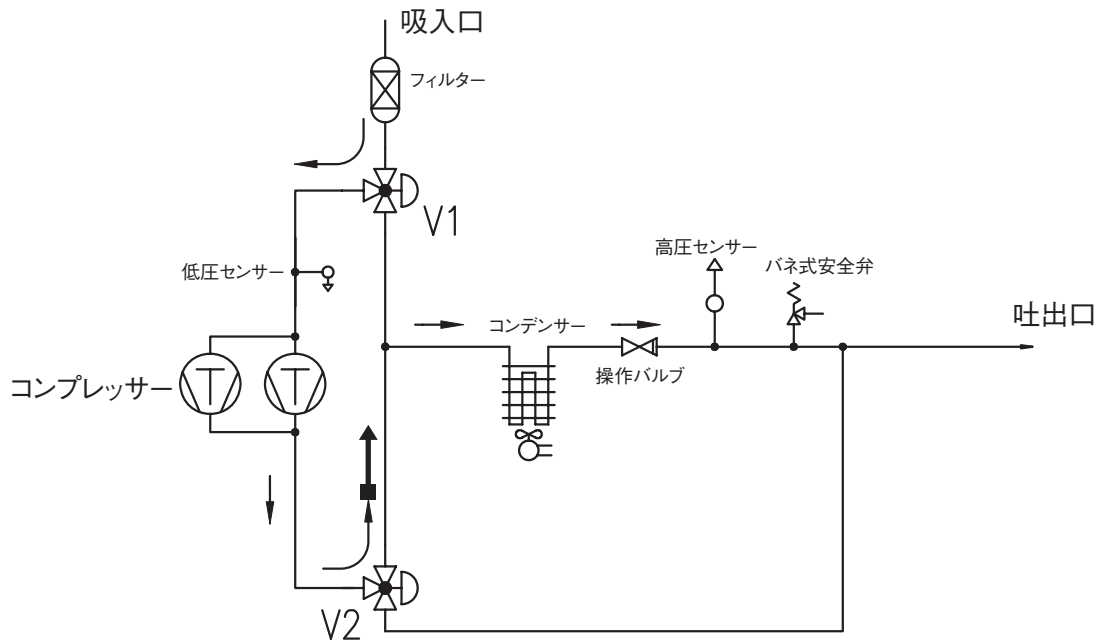 吸入口
フィルター
V1
低圧センサー
高圧センサー
バネ式安全弁
吐出口
コンデンサー
操作バルブ
コンプレッサー
V2